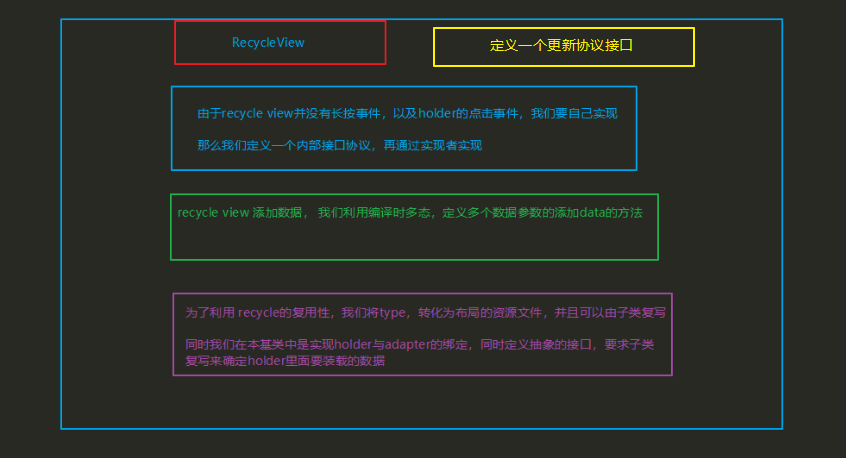 RecycleView
定义一个更新协议接口
由于recycle view并没有长按事件，以及holder的点击事件，我们要自己实现
那么我们定义一个内部接口协议，再通过实现者实现
recycle view 添加数据， 我们利用编译时多态，定义多个数据参数的添加data的方法
为了利用 recycle的复用性，我们将type，转化为布局的资源文件，并且可以由子类复写
同时我们在本基类中是实现holder与adapter的绑定，同时定义抽象的接口，要求子类
复写来确定holder里面要装载的数据